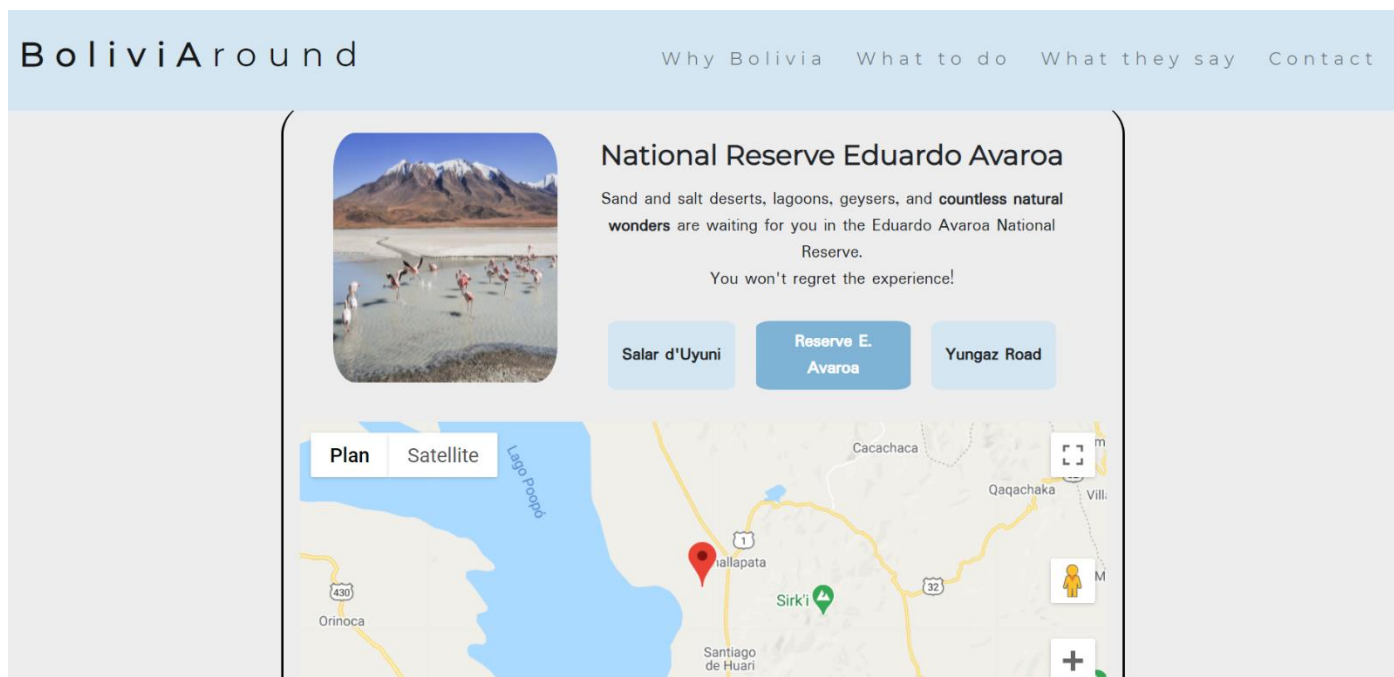 BoliviAround
Why Bolivia What to do What they say Contact
National Reserve Eduardo Avaroa
Sand and salt deserts, lagoons, geysers, and countless natural
wonders are waiting for you in the Eduardo Avaroa National
Reserve.
You won't regret the experience!
Salar d'Uyuni
Reserve E.
Avaroa
Yungaz Road
Plan Satellite
Lago Poopó
Cacachaca
Qaqachaka
1
allapata
32
Sirk'i
430
Orinoca
Santiago
de Huari
+